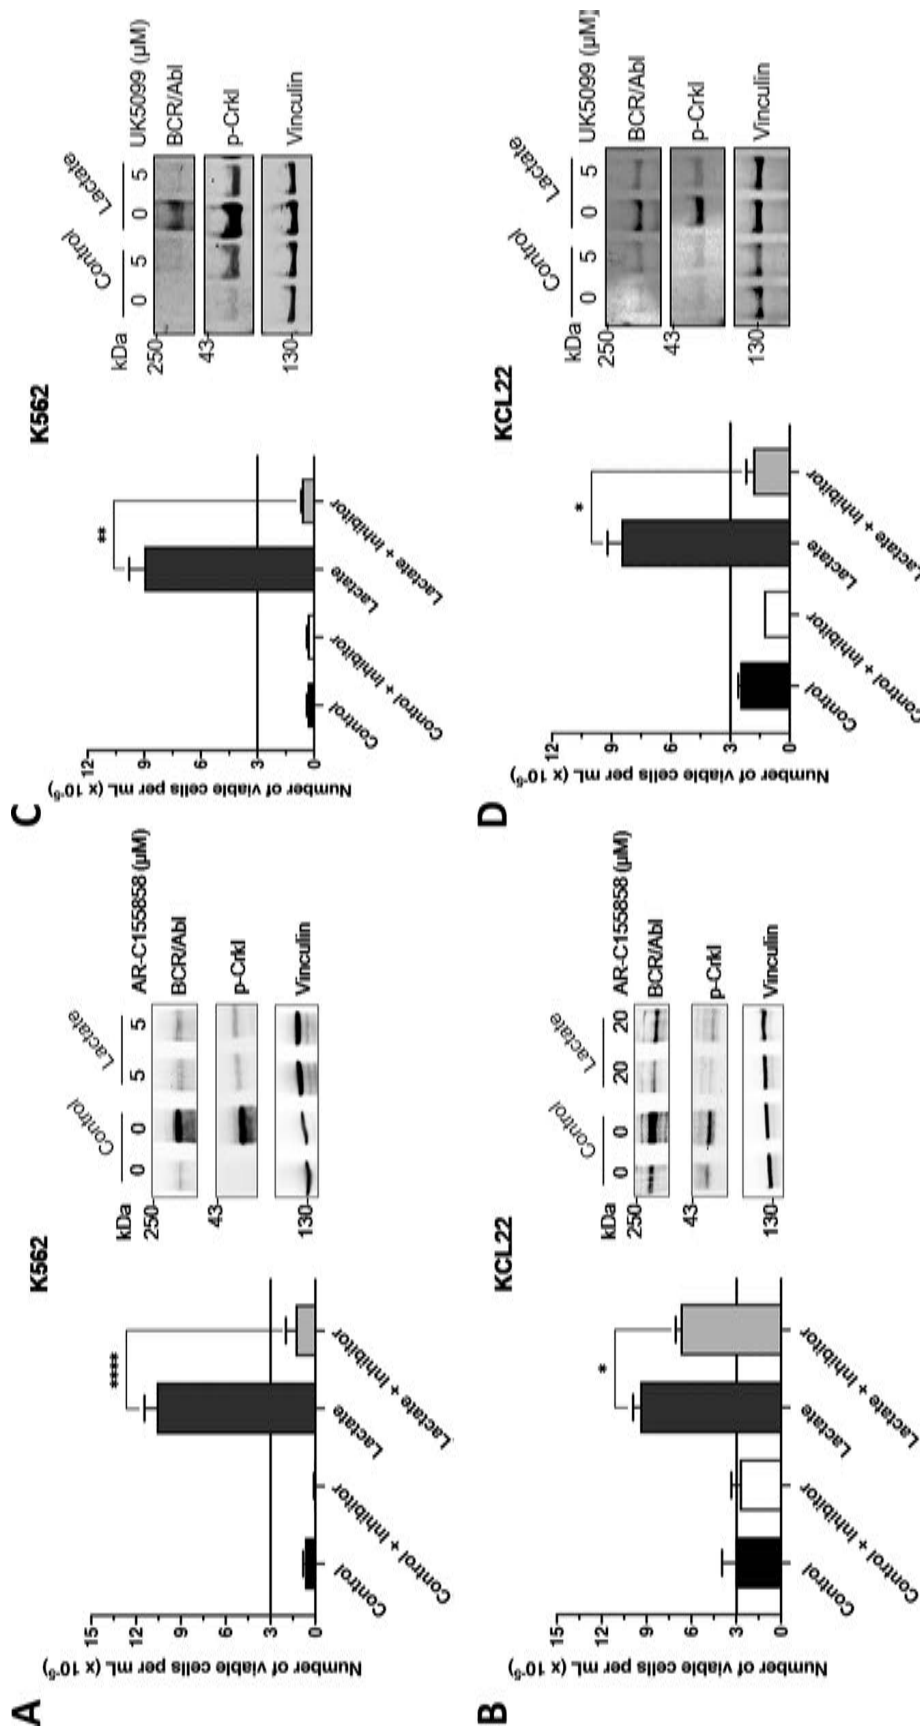 A
K562
Number of viable cells per mL (x 10⁻⁵)
15
12
9
6
3
0
****
Control
Control + Inhibitor
Lactate
Lactate + Inhibitor
Control Lactate
kDa 0 0 5 5 AR-C155858 (µM)
250 BCR/Abl
43 p-Crkl
130 Vinculin
B
KCL22
Number of viable cells per mL (x 10⁻⁵)
15
12
9
6
3
0
*
Control
Control + Inhibitor
Lactate
Lactate + Inhibitor
Control Lactate
kDa 0 0 20 20 AR-C155858 (µM)
250 BCR/Abl
43 p-Crkl
130 Vinculin
C
K562
Number of viable cells per mL (x 10⁻⁵)
12
9
6
3
0
**
Control
Control + Inhibitor
Lactate
Lactate + Inhibitor
Control Lactate
kDa 0 5 0 5 UK5099 (µM)
250 BCR/Abl
43 p-Crkl
130 Vinculin
D
KCL22
Number of viable cells per mL (x 10⁻⁵)
12
9
6
3
0
*
Control
Control + Inhibitor
Lactate
Lactate + Inhibitor
Control Lactate
kDa 0 5 0 5 UK5099 (µM)
250 BCR/Abl
43 p-Crkl
130 Vinculin